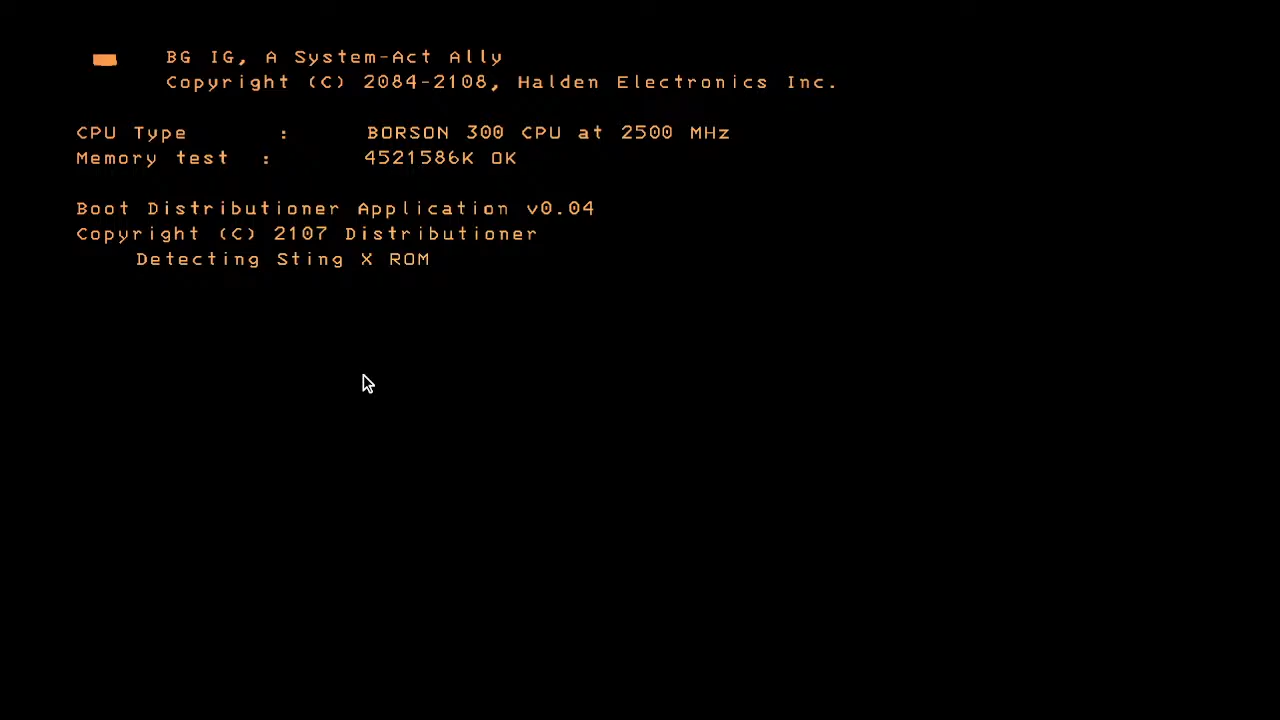 BG IG, A System-Act Ally
Copyright (C) 2084-2108, Halden Electronics Inc.
CPU Type : BORSON 300 CPU at 2500 MHz
Memory test : 4521586K OK
Boot Distributioner Application v0.04
Copyright (C) 2107 Distributioner
Detecting Sting X ROM